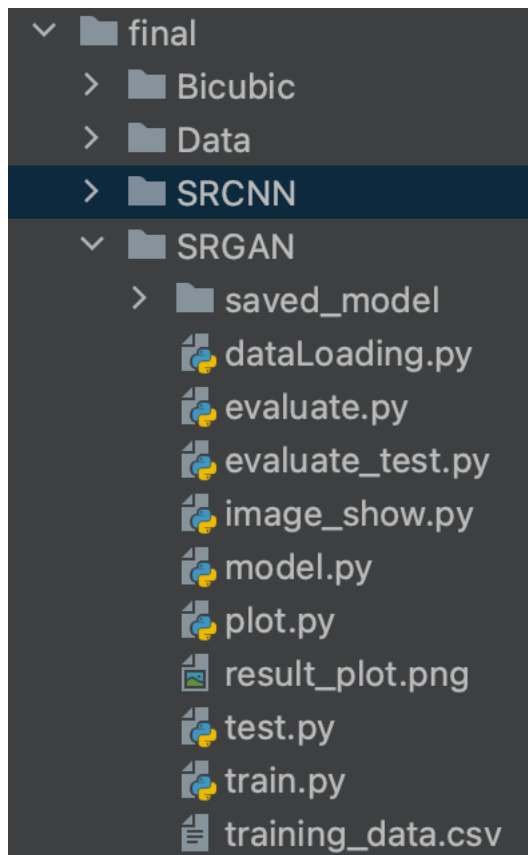 final
Bicubic
Data
SRCNN
SRGAN
saved_model
dataLoading.py
evaluate.py
evaluate_test.py
image_show.py
model.py
plot.py
result_plot.png
test.py
train.py
training_data.csv